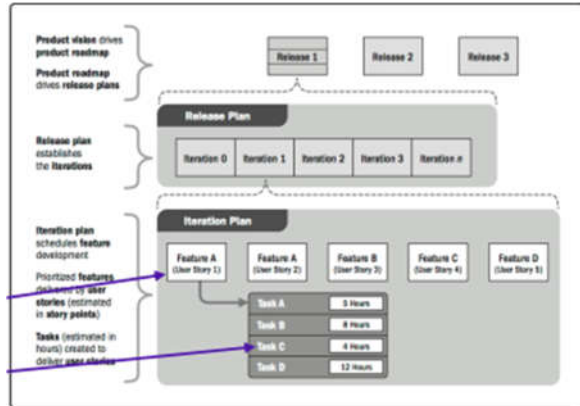 Product vision drives
product roadmap
Product roadmap
drives release plans
Release 1
Release 2
Release 3
Release Plan
Release plan
establishes
the iterations
Iteration 0
Iteration 1
Iteration 2
Iteration 3
Iteration n
Iteration Plan
Iteration plan
schedules feature
development
Prioritized features
delivered by user
stories (estimated
in story points)
Tasks (estimated in
hours) created to
deliver user stories
Feature A
(User Story 1)
Feature A
(User Story 2)
Feature B
(User Story 3)
Feature C
(User Story 4)
Feature D
(User Story 5)
Task A 5 Hours
Task B 8 Hours
Task C 4 Hours
Task D 12 Hours